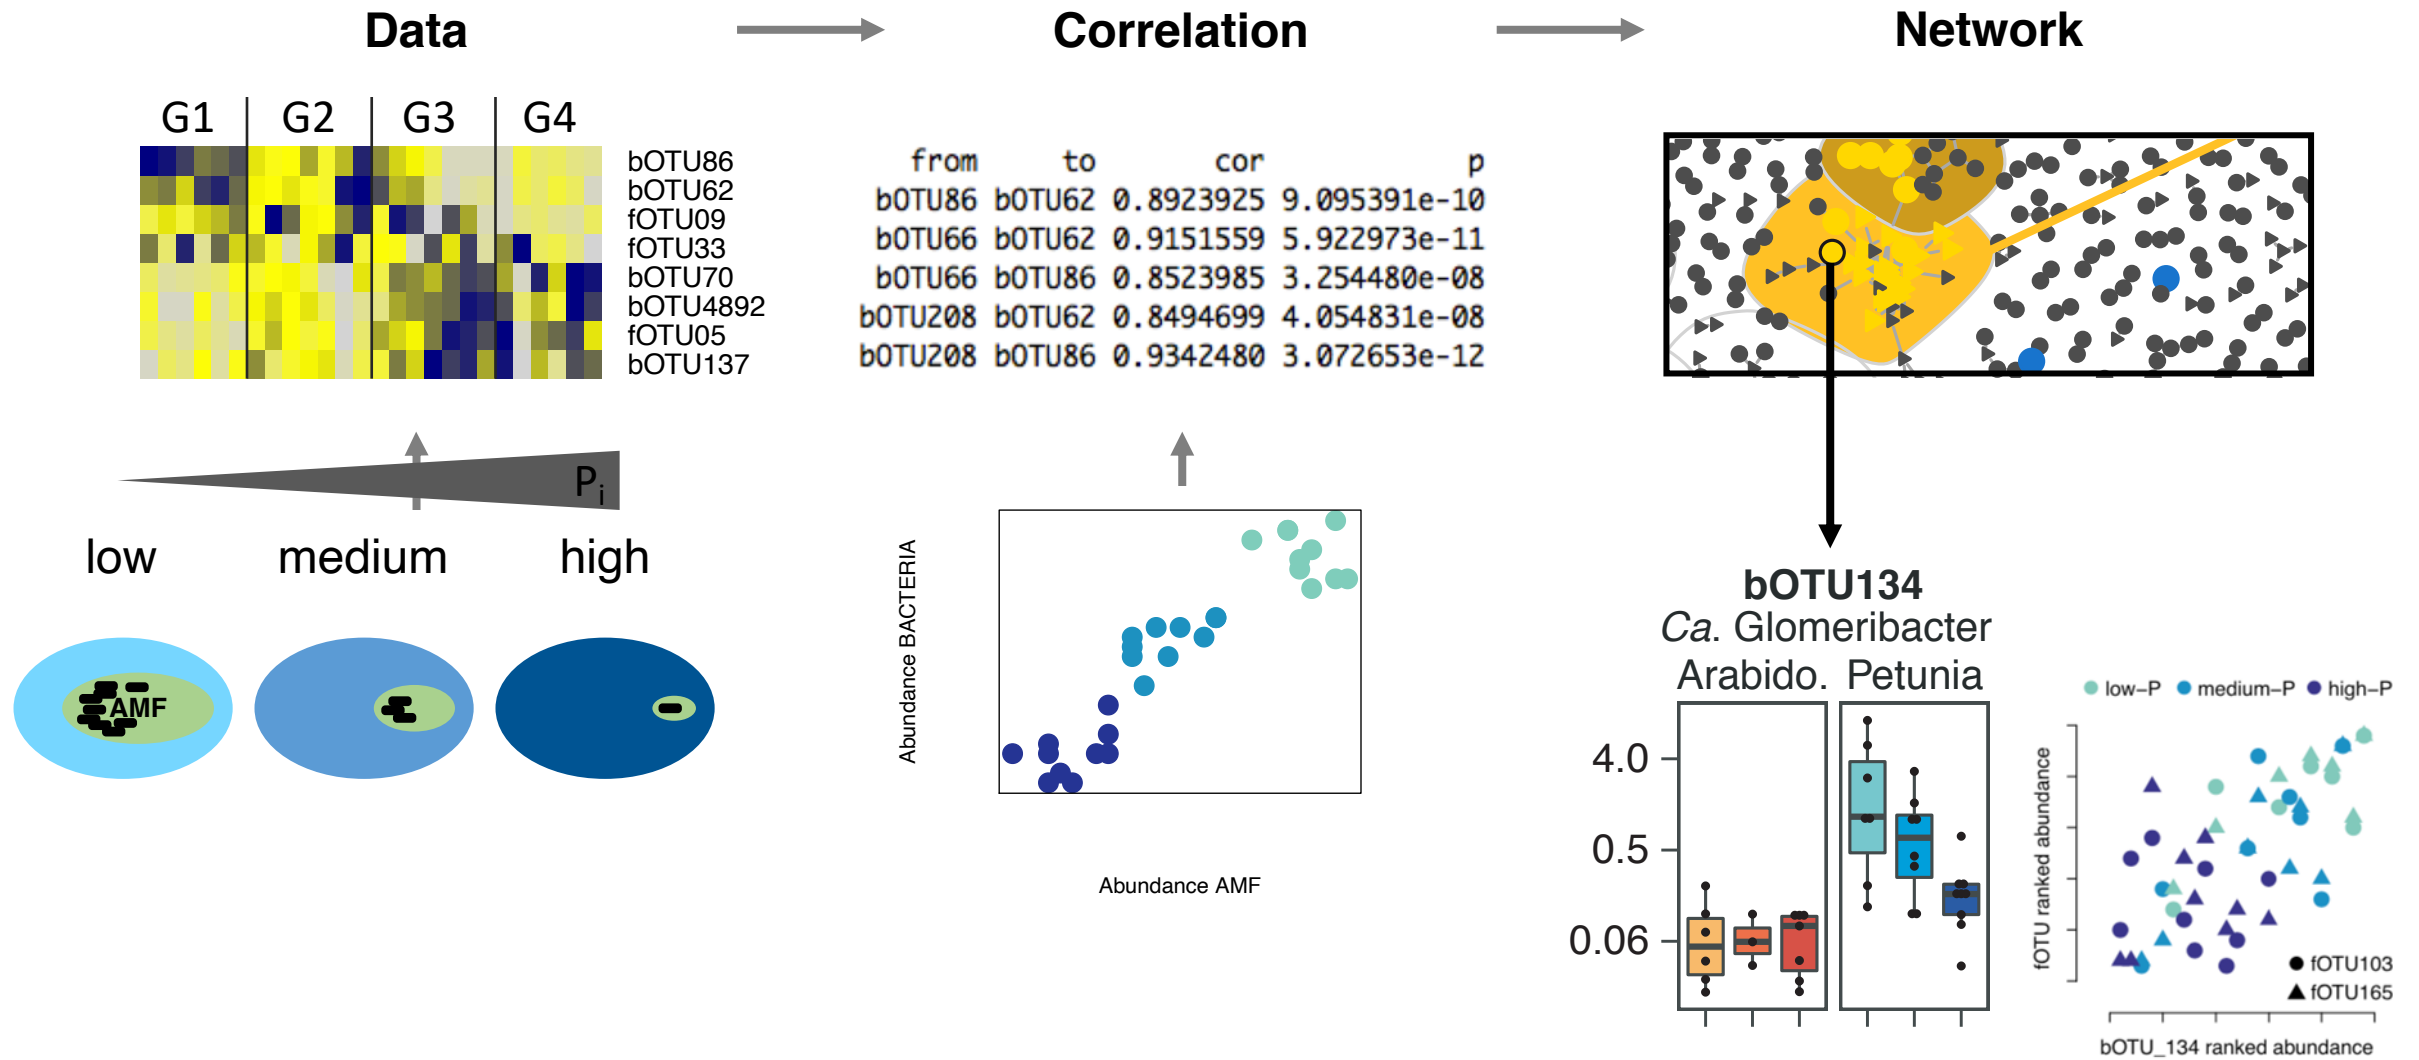 Data
Correlation
Network
G1 G2 G3 G4
bOTU86
bOTU62
fOTU09
fOTU33
bOTU70
bOTU4892
fOTU05
bOTU137
Pi
low medium high
AMF
from to cor p
bOTU86 bOTU62 0.8923925 9.095391e-10
bOTU66 bOTU62 0.9151559 5.922973e-11
bOTU66 bOTU86 0.8523985 3.254480e-08
bOTU208 bOTU62 0.8494699 4.054831e-08
bOTU208 bOTU86 0.9342480 3.072653e-12
Abundance BACTERIA
Abundance AMF
bOTU134
Ca. Glomeribacter
Arabido. Petunia
4.0
0.5
0.06
low-P medium-P high-P
fOTU ranked abundance
fOTU103
fOTU165
bOTU_134 ranked abundance